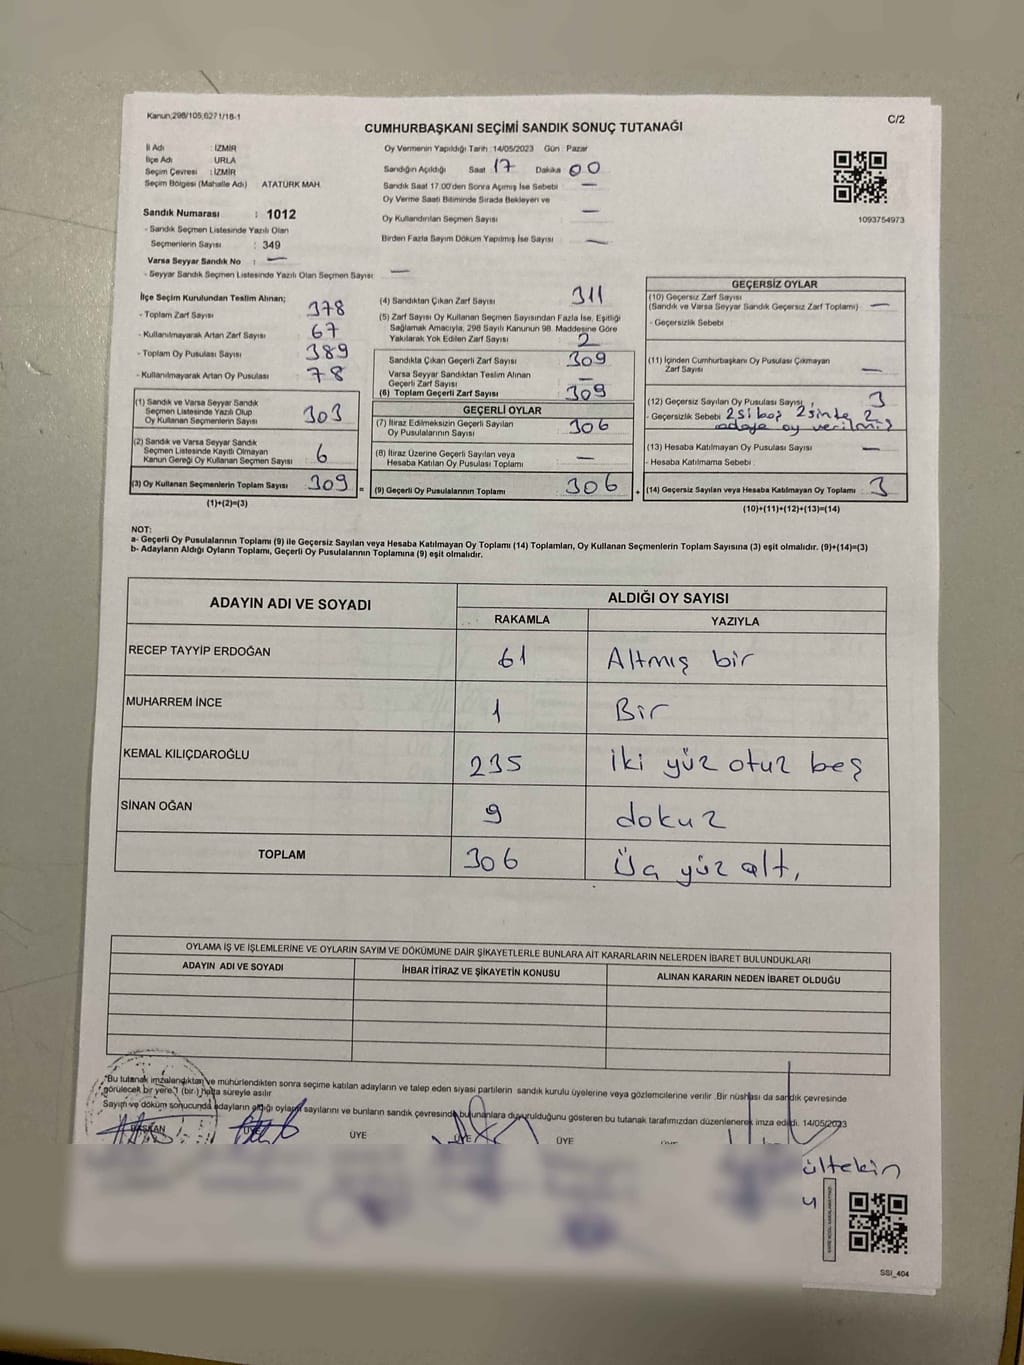 Kanun;298/105,6271/18-1
C/2
CUMHURBAŞKANI SEÇİMİ SANDIK SONUÇ TUTANAĞI
İl Adı : İZMİR
İlçe Adı : URLA
Seçim Çevresi : İZMİR
Seçim Bölgesi (Mahalle Adı) ATATÜRK MAH.
Oy Vermenin Yapıldığı Tarih :14/05/2023 Gün : Pazar
Sandığın Açıldığı Saat 17 Dakika 00
Sandık Saat 17.00'den Sonra Açımış İse Sebebi —
Oy Verme Saati Bitiminde Sırada Bekleyen ve
Oy Kullandırılan Seçmen Sayısı —
Birden Fazla Sayım Döküm Yapılmış İse Sayısı —
1093754973
Sandık Numarası : 1012
- Sandık Seçmen Listesinde Yazılı Olan
Seçmenlerin Sayısı : 349
Varsa Seyyar Sandık No : —
- Seyyar Sandık Seçmen Listesinde Yazılı Olan Seçmen Sayısı: —
İlçe Seçim Kurulundan Teslim Alınan;
- Toplam Zarf Sayısı 378
- Kullanılmayarak Artan Zarf Sayısı 67
- Toplam Oy Pusulası Sayısı 389
- Kullanılmayarak Artan Oy Pusulası 78
(1) Sandık ve Varsa Seyyar Sandık
Seçmen Listesinde Yazılı Olup
Oy Kullanan Seçmenlerin Sayısı 303
(2) Sandık ve Varsa Seyyar Sandık
Seçmen Listesinde Kayıtlı Olmayan
Kanun Gereği Oy Kullanan Seçmen Sayısı 6
(3) Oy Kullanan Seçmenlerin Toplam Sayısı 309 =
(1)+(2)=(3)
(4) Sandıktan Çıkan Zarf Sayısı 311
(5) Zarf Sayısı Oy Kullanan Seçmen Sayısından Fazla İse, Eşitliği
Sağlamak Amacıyla, 298 Sayılı Kanunun 98. Maddesine Göre
Yakılarak Yok Edilen Zarf Sayısı 2
Sandıkta Çıkan Geçerli Zarf Sayısı 309
Varsa Seyyar Sandıktan Teslim Alınan
Geçerli Zarf Sayısı —
(6) Toplam Geçerli Zarf Sayısı 309
GEÇERLİ OYLAR
(7) İtiraz Edilmeksizin Geçerli Sayılan
Oy Pusulalarının Sayısı 306
(8) İtiraz Üzerine Geçerli Sayılan veya
Hesaba Katılan Oy Pusulası Toplamı —
(9) Geçerli Oy Pusulalarının Toplamı 306 +
GEÇERSİZ OYLAR
(10) Geçersiz Zarf Sayısı
(Sandık ve Varsa Seyyar Sandık Geçersiz Zarf Toplamı) —
- Geçersizlik Sebebi
(11) İçinden Cumhurbaşkanı Oy Pusulası Çıkmayan
Zarf Sayısı —
(12) Geçersiz Sayılan Oy Pusulası Sayısı 3
- Geçersizlik Sebebi 2si boş 2sinde 2
adaya oy verilmiş
(13) Hesaba Katılmayan Oy Pusulası Sayısı —
- Hesaba Katılmama Sebebi
(14) Geçersiz Sayılan veya Hesaba Katılmayan Oy Toplamı 3
(10)+(11)+(12)+(13)=(14)
NOT:
a- Geçerli Oy Pusulalarının Toplamı (9) ile Geçersiz Sayılan veya Hesaba Katılmayan Oy Toplamı (14) Toplamları, Oy Kullanan Seçmenlerin Toplam Sayısına (3) eşit olmalıdır. (9)+(14)=(3)
b- Adayların Aldığı Oyların Toplamı, Geçerli Oy Pusulalarının Toplamına (9) eşit olmalıdır.
ADAYIN ADI VE SOYADI
ALDIĞI OY SAYISI
RAKAMLA YAZIYLA
RECEP TAYYİP ERDOĞAN 61 Altmış bir
MUHARREM İNCE 1 Bir
KEMAL KILIÇDAROĞLU 235 iki yüz otuz beş
SİNAN OĞAN 9 dokuz
TOPLAM 306 Üç yüz altı
OYLAMA İŞ VE İŞLEMLERİNE VE OYLARIN SAYIM VE DÖKÜMÜNE DAİR ŞİKAYETLERLE BUNLARA AİT KARARLARIN NELERDEN İBARET BULUNDUKLARI
ADAYIN ADI VE SOYADI İHBAR İTİRAZ VE ŞİKAYETİN KONUSU ALINAN KARARIN NEDEN İBARET OLDUĞU
"Bu tutanak imzalandıktan ve mühürlendikten sonra seçime katılan adayların ve talep eden siyasi partilerin sandık kurulu üyelerine veya gözlemcilerine verilir .Bir nüshası da sandık çevresinde
görülecek bir yere 1 (bir ) hafta süreyle asılır
Sayım ve döküm sonucunda adayların aldığı oyların sayılarını ve bunların sandık çevresinde bulunanlara duyurulduğunu gösteren bu tutanak tarafımızdan düzenlenerek imza edildi. 14/05/2023
BAŞKAN ÜYE ÜYE ÜYE ÜYE
ültekin
SSI_404